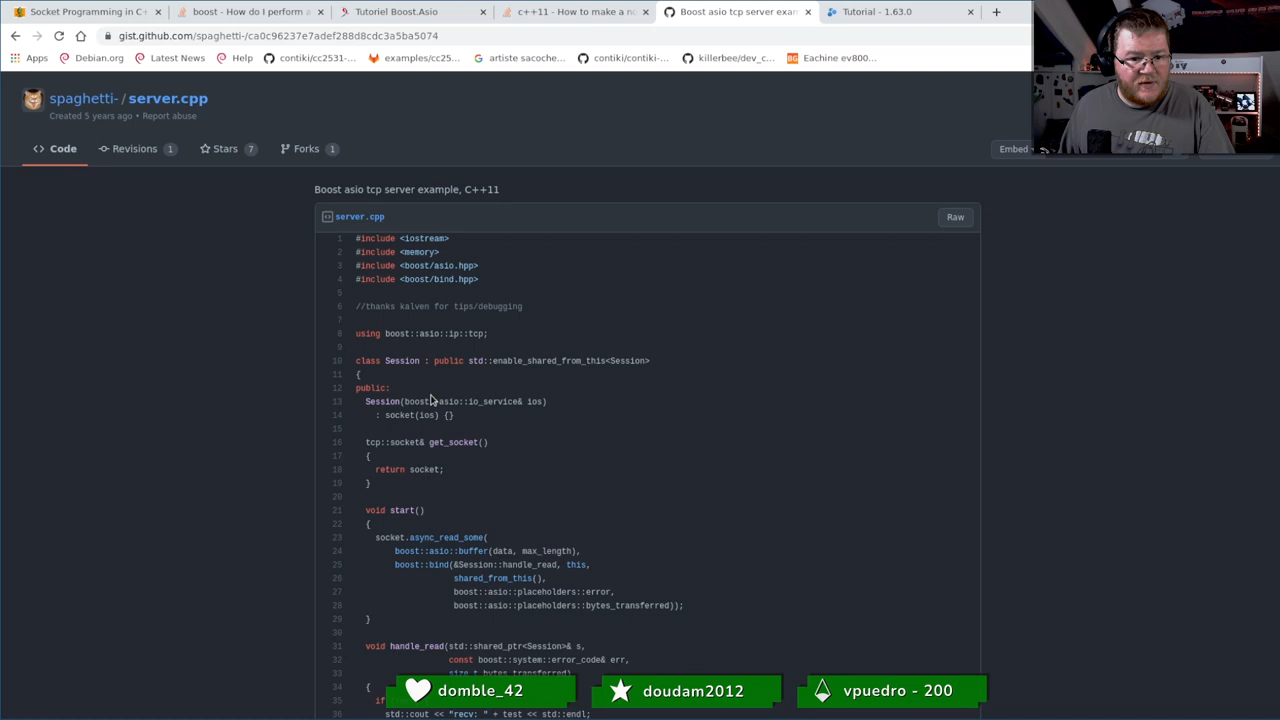 Socket Programming in C+
boost - How do I perform a
Tutoriel Boost.Asio
c++11 - How to make a no
Boost asio tcp server exam
Tutorial - 1.63.0
gist.github.com/spaghetti-/ca0c96237e7adef288d8cdc3a5ba5074
Apps
Debian.org
Latest News
Help
contiki/cc2531-...
examples/cc25...
artiste sacoche...
contiki/contiki-...
killerbee/dev_c...
Eachine ev800...
spaghetti- / server.cpp
Created 5 years ago • Report abuse
Code
Revisions 1
Stars 7
Forks 1
Embed
Boost asio tcp server example, C++11
server.cpp
Raw
1 #include <iostream>
2 #include <memory>
3 #include <boost/asio.hpp>
4 #include <boost/bind.hpp>
5
6 //thanks kalven for tips/debugging
7
8 using boost::asio::ip::tcp;
9
10 class Session : public std::enable_shared_from_this<Session>
11 {
12 public:
13 Session(boost::asio::io_service& ios)
14 : socket(ios) {}
15
16 tcp::socket& get_socket()
17 {
18 return socket;
19 }
20
21 void start()
22 {
23 socket.async_read_some(
24 boost::asio::buffer(data, max_length),
25 boost::bind(&Session::handle_read, this,
26 shared_from_this(),
27 boost::asio::placeholders::error,
28 boost::asio::placeholders::bytes_transferred));
29 }
30
31 void handle_read(std::shared_ptr<Session>& s,
32 const boost::system::error_code& err,
33 size_t bytes_transferred)
34 {
35 if
36 std::cout << "recv: " + test << std::endl;
domble_42
doudam2012
vpuedro - 200